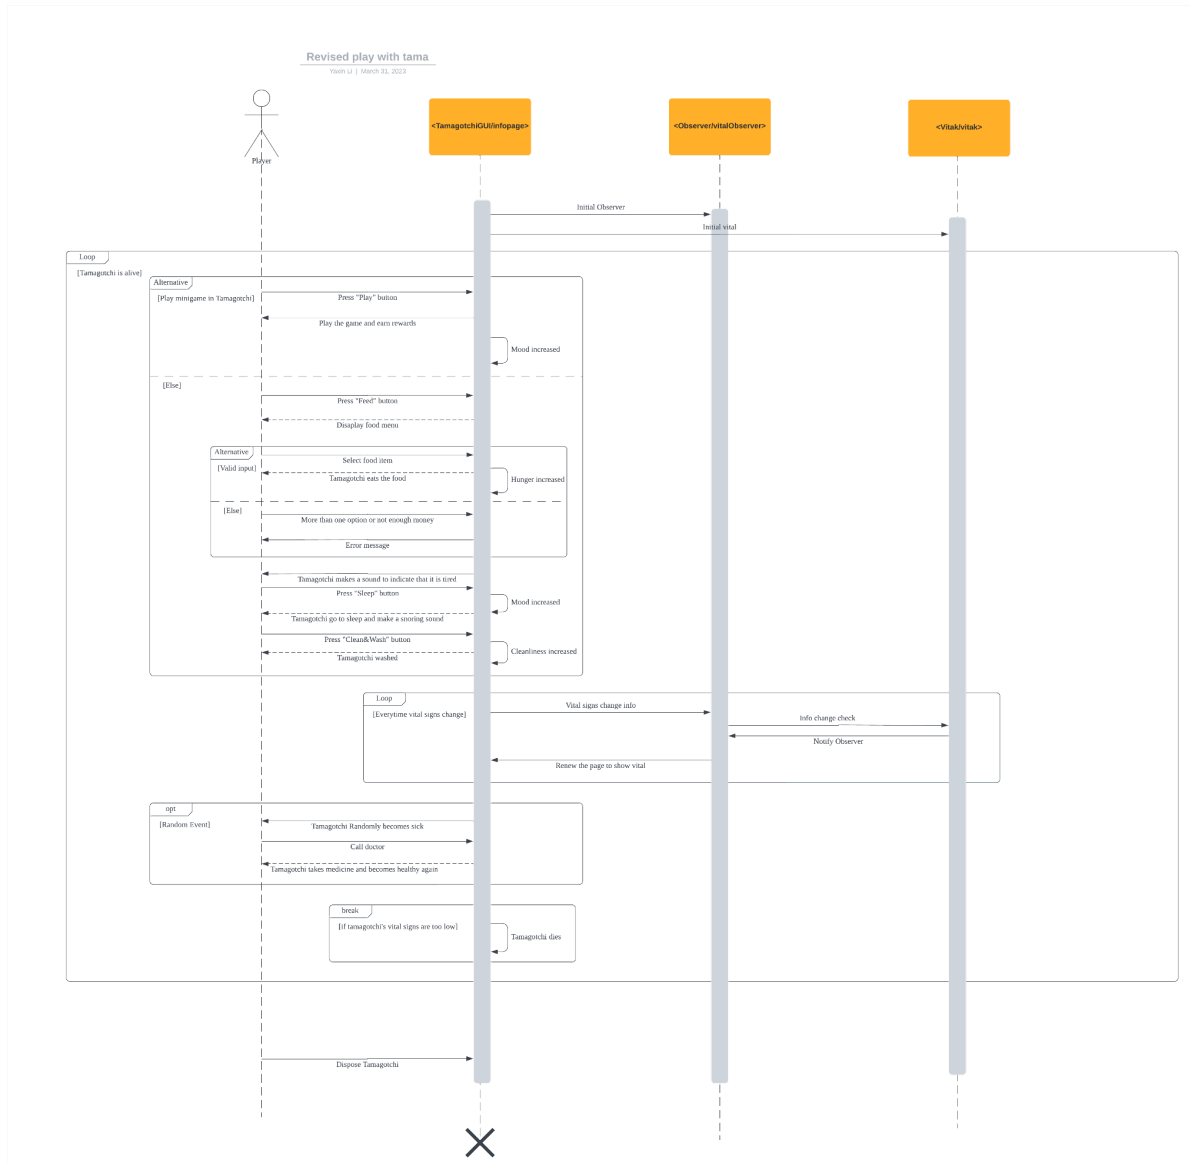 Revised play with tama
Yaxin Li | March 31, 2023
Player
<TamagotchiGUI/infopage>
<Observer/vitalObserver>
<Vitak/vitak>
Initial Observer
Initial vital
Loop
[Tamagotchi is alive]
Alternative
[Play minigame in Tamagotchi]
Press "Play" button
Play the game and earn rewards
Mood increased
[Else]
Press "Feed" button
Disaplay food menu
Alternative
Select food item
[Valid input]
Tamagotchi eats the food
Hunger increased
[Else]
More than one option or not enough money
Error message
Tamagotchi makes a sound to indicate that it is tired
Press "Sleep" button
Mood increased
Tamagotchi go to sleep and make a snoring sound
Press "Clean&Wash" button
Cleanliness increased
Tamagotchi washed
Loop
[Everytime vital signs change]
Vital signs change info
Info change check
Notify Observer
Renew the page to show vital
opt
[Random Event]
Tamagotchi Randomly becomes sick
Call doctor
Tamagotchi takes medicine and becomes healthy again
break
[if tamagotchi's vital signs are too low]
Tamagotchi dies
Dispose Tamagotchi